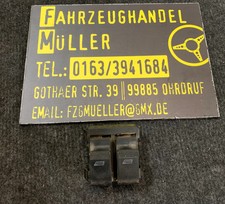 FAHRZEUGHANDEL
MÜLLER
TEL.: 0163/3941684
GOTHAER STR. 39 | 99885 OHRDRUF
EMAIL: FZGMUELLER@GMX.DE